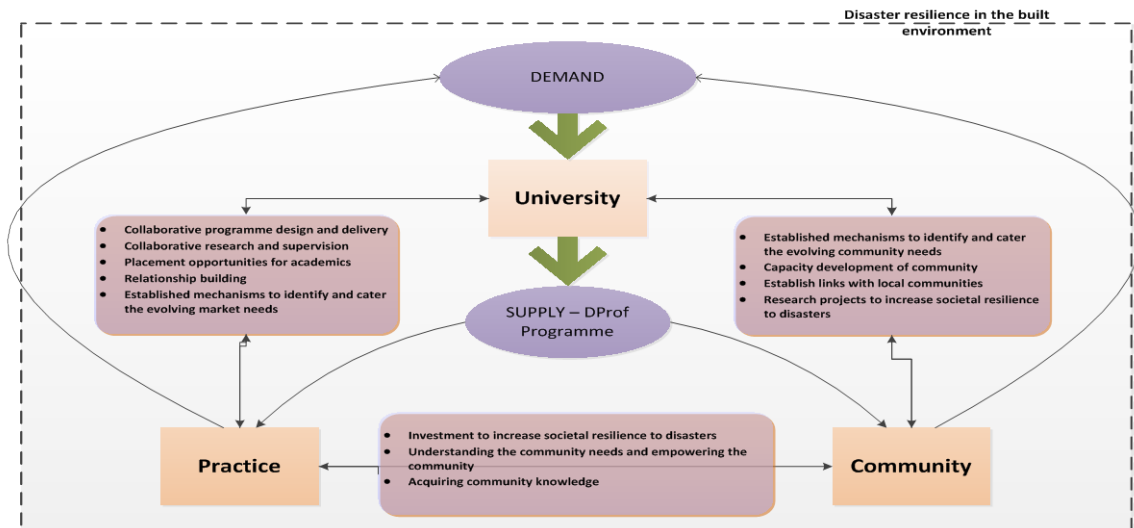 Disaster resilience in the built
environment
DEMAND
University
• Collaborative programme design and delivery
• Collaborative research and supervision
• Placement opportunities for academics
• Relationship building
• Established mechanisms to identify and cater
the evolving market needs
• Established mechanisms to identify and cater
the evolving community needs
• Capacity development of community
• Establish links with local communities
• Research projects to increase societal resilience
to disasters
SUPPLY – DProf
Programme
Practice
• Investment to increase societal resilience to disasters
• Understanding the community needs and empowering the
community
• Acquiring community knowledge
Community